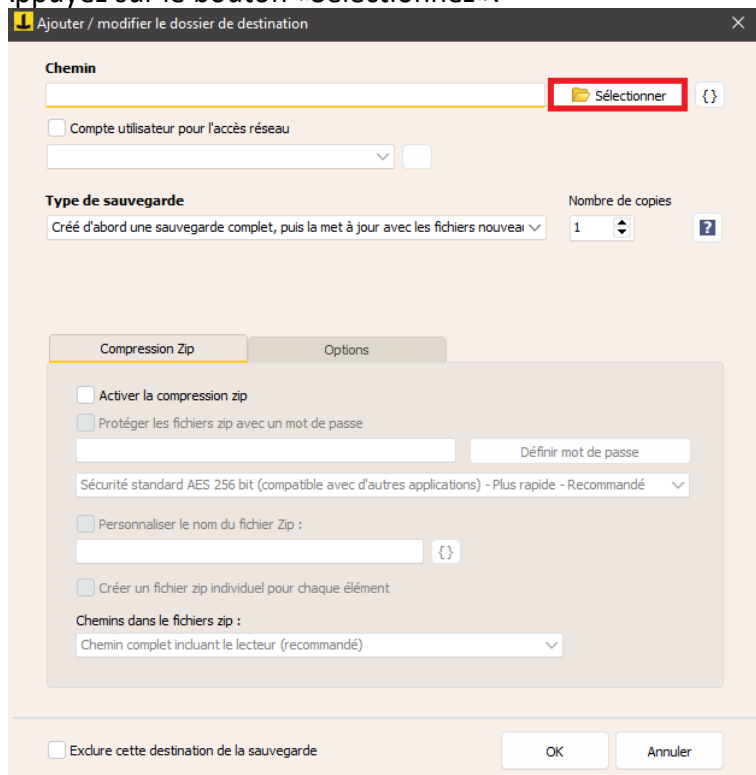 Appuyez sur le bouton «Sélectionnez».
Ajouter / modifier le dossier de destination
Chemin
Sélectionner {}
Compte utilisateur pour l'accès réseau
Type de sauvegarde Nombre de copies
Créé d'abord une sauvegarde complet, puis la met à jour avec les fichiers nouveau 1 ?
Compression Zip Options
Activer la compression zip
Protéger les fichiers zip avec un mot de passe
Définir mot de passe
Sécurité standard AES 256 bit (compatible avec d'autres applications) - Plus rapide - Recommandé
Personnaliser le nom du fichier Zip :
{}
Créer un fichier zip individuel pour chaque élément
Chemins dans le fichiers zip :
Chemin complet incluant le lecteur (recommandé)
Exclure cette destination de la sauvegarde OK Annuler